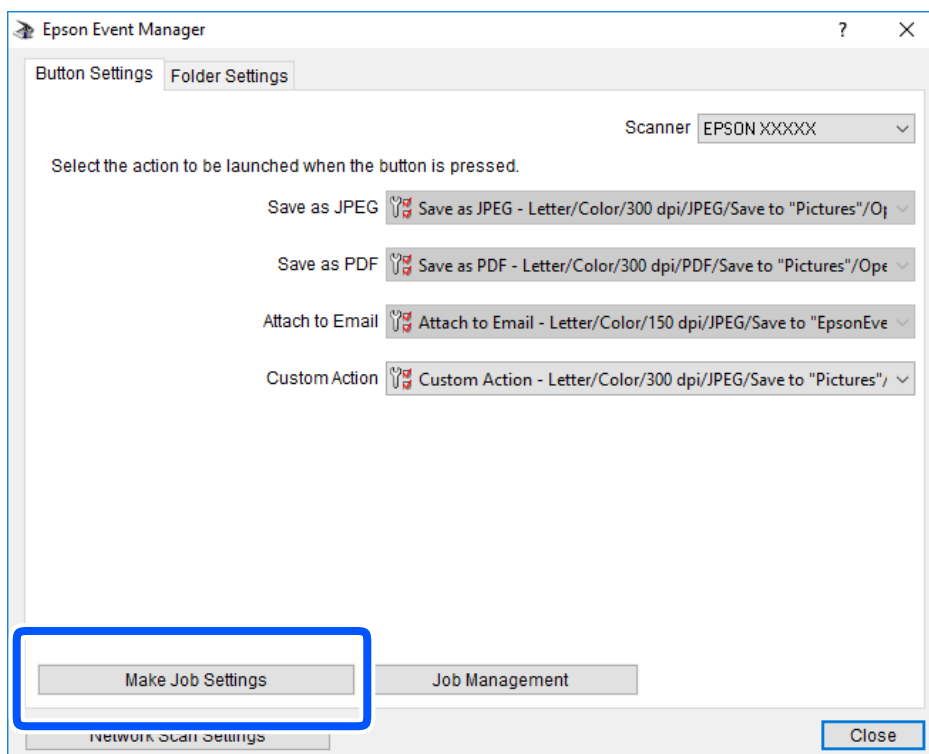 Epson Event Manager
Button Settings Folder Settings
Scanner EPSON XXXXX
Select the action to be launched when the button is pressed.
Save as JPEG Save as JPEG - Letter/Color/300 dpi/JPEG/Save to "Pictures"/Op
Save as PDF Save as PDF - Letter/Color/300 dpi/PDF/Save to "Pictures"/Ope
Attach to Email Attach to Email - Letter/Color/150 dpi/JPEG/Save to "EpsonEve
Custom Action Custom Action - Letter/Color/300 dpi/JPEG/Save to "Pictures"/
Make Job Settings Job Management
Network Scan Settings Close